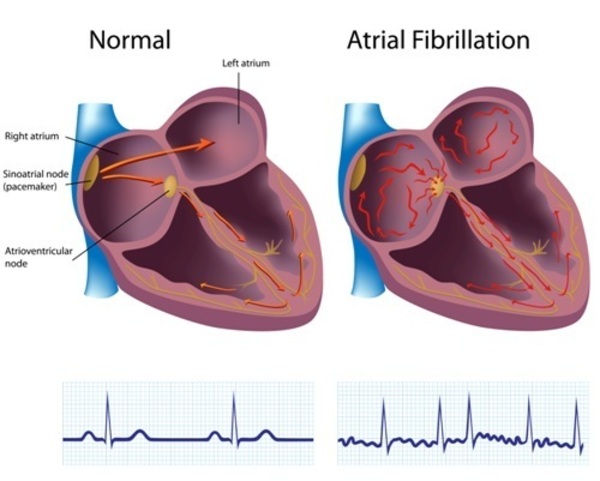 Normal
Atrial Fibrillation
Left atrium
Right atrium
Sinoatrial node
(pacemaker)
Atrioventricular
node